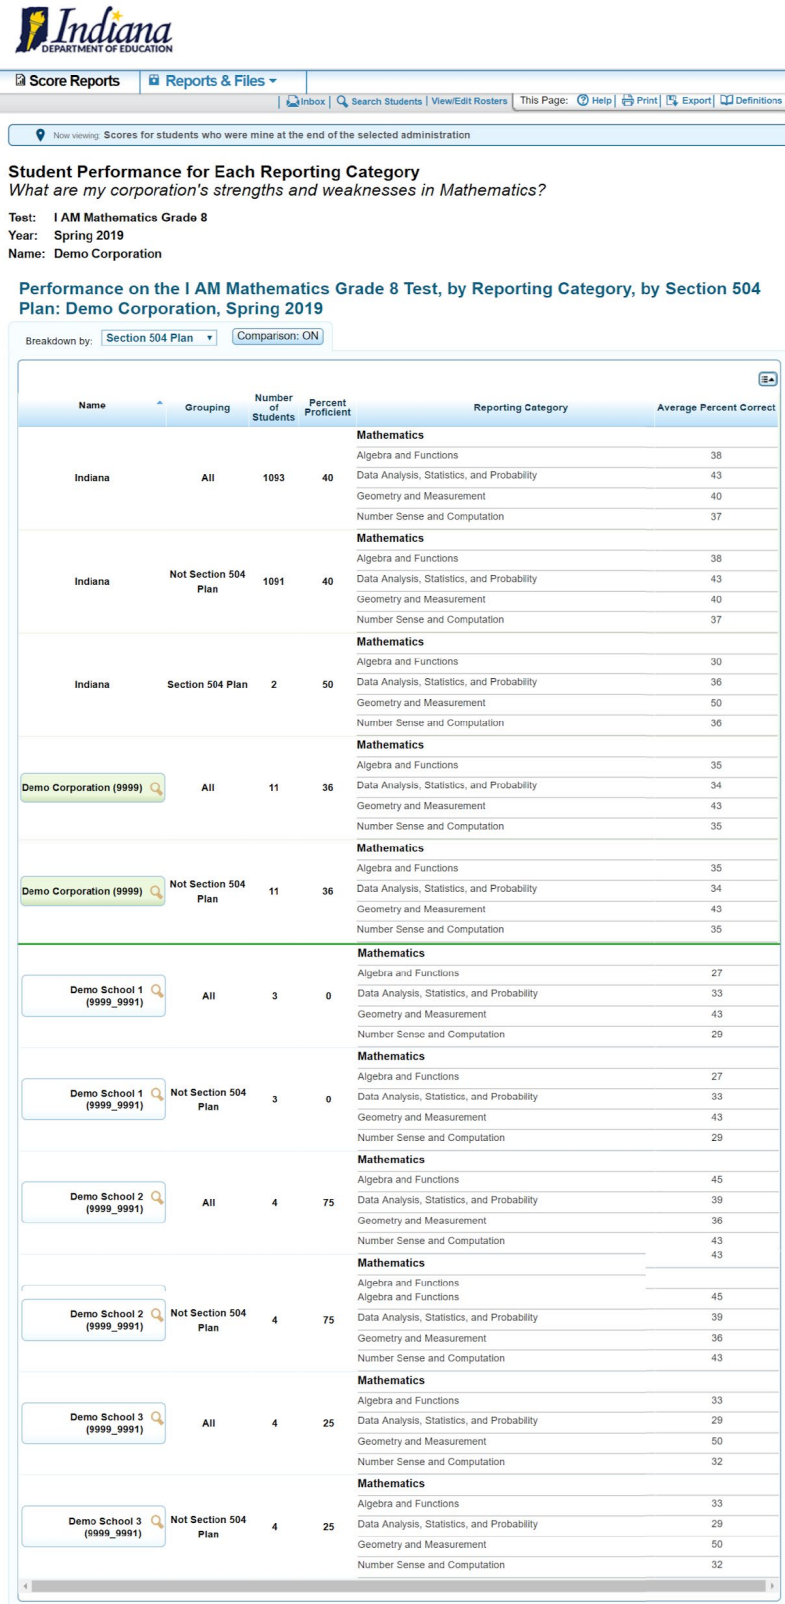 Indiana
DEPARTMENT OF EDUCATION
Score Reports
Reports & Files
Inbox | Search Students | View/Edit Rosters
This Page: Help | Print | Export | Definitions
Now viewing: Scores for students who were mine at the end of the selected administration
Student Performance for Each Reporting Category
What are my corporation's strengths and weaknesses in Mathematics?
Test: I AM Mathematics Grade 8
Year: Spring 2019
Name: Demo Corporation
Performance on the I AM Mathematics Grade 8 Test, by Reporting Category, by Section 504
Plan: Demo Corporation, Spring 2019
Breakdown by: Section 504 Plan Comparison: ON
Name Grouping Number of Students Percent Proficient Reporting Category Average Percent Correct
Mathematics
Algebra and Functions 38
Indiana All 1093 40 Data Analysis, Statistics, and Probability 43
Geometry and Measurement 40
Number Sense and Computation 37
Mathematics
Algebra and Functions 38
Indiana Not Section 504 Plan 1091 40 Data Analysis, Statistics, and Probability 43
Geometry and Measurement 40
Number Sense and Computation 37
Mathematics
Algebra and Functions 30
Indiana Section 504 Plan 2 50 Data Analysis, Statistics, and Probability 36
Geometry and Measurement 50
Number Sense and Computation 36
Mathematics
Algebra and Functions 35
Demo Corporation (9999) All 11 36 Data Analysis, Statistics, and Probability 34
Geometry and Measurement 43
Number Sense and Computation 35
Mathematics
Algebra and Functions 35
Demo Corporation (9999) Not Section 504 Plan 11 36 Data Analysis, Statistics, and Probability 34
Geometry and Measurement 43
Number Sense and Computation 35
Mathematics
Algebra and Functions 27
Demo School 1 (9999_9991) All 3 0 Data Analysis, Statistics, and Probability 33
Geometry and Measurement 43
Number Sense and Computation 29
Mathematics
Algebra and Functions 27
Demo School 1 (9999_9991) Not Section 504 Plan 3 0 Data Analysis, Statistics, and Probability 33
Geometry and Measurement 43
Number Sense and Computation 29
Mathematics
Algebra and Functions 45
Demo School 2 (9999_9991) All 4 75 Data Analysis, Statistics, and Probability 39
Geometry and Measurement 36
Number Sense and Computation 43
43
Mathematics
Algebra and Functions
Algebra and Functions 45
Demo School 2 (9999_9991) Not Section 504 Plan 4 75 Data Analysis, Statistics, and Probability 39
Geometry and Measurement 36
Number Sense and Computation 43
Mathematics
Algebra and Functions 33
Demo School 3 (9999_9991) All 4 25 Data Analysis, Statistics, and Probability 29
Geometry and Measurement 50
Number Sense and Computation 32
Mathematics
Algebra and Functions 33
Demo School 3 (9999_9991) Not Section 504 Plan 4 25 Data Analysis, Statistics, and Probability 29
Geometry and Measurement 50
Number Sense and Computation 32